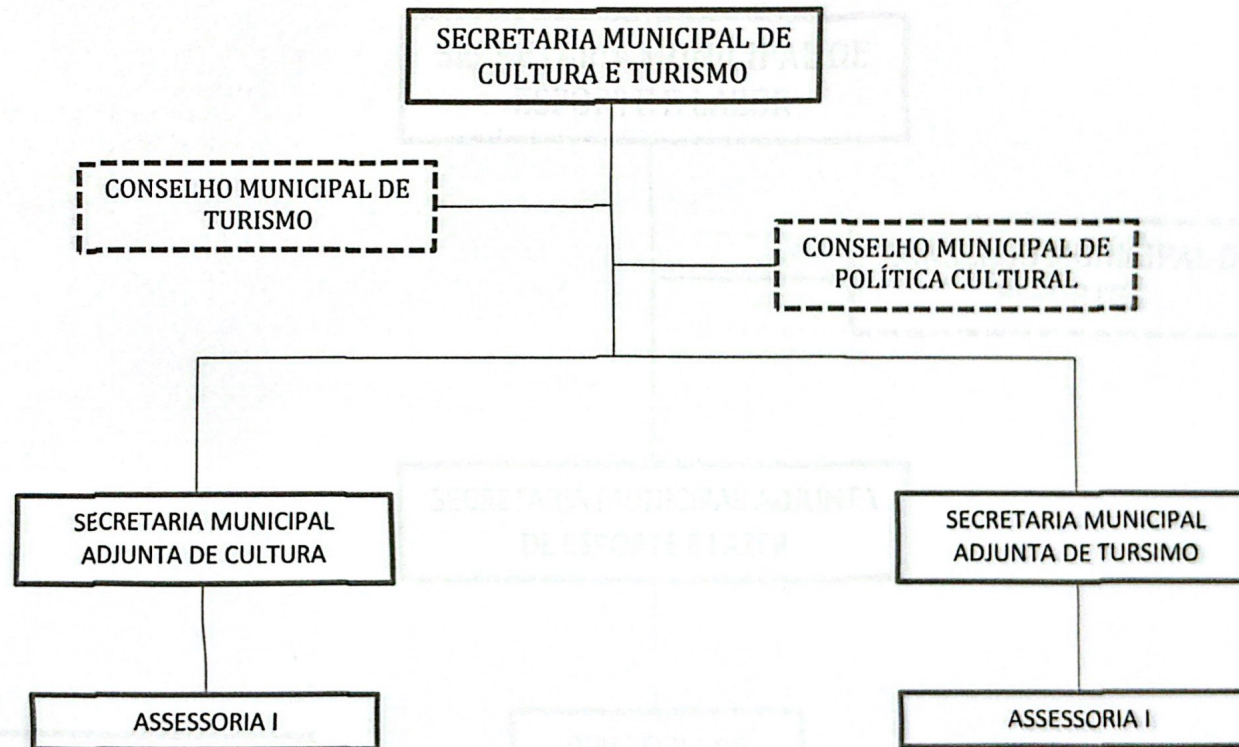 SECRETARIA MUNICIPAL DE
CULTURA E TURISMO
CONSELHO MUNICIPAL DE
TURISMO
CONSELHO MUNICIPAL DE
POLÍTICA CULTURAL
SECRETARIA MUNICIPAL
ADJUNTA DE CULTURA
SECRETARIA MUNICIPAL
ADJUNTA DE TURSIMO
ASSESSORIA I
ASSESSORIA I